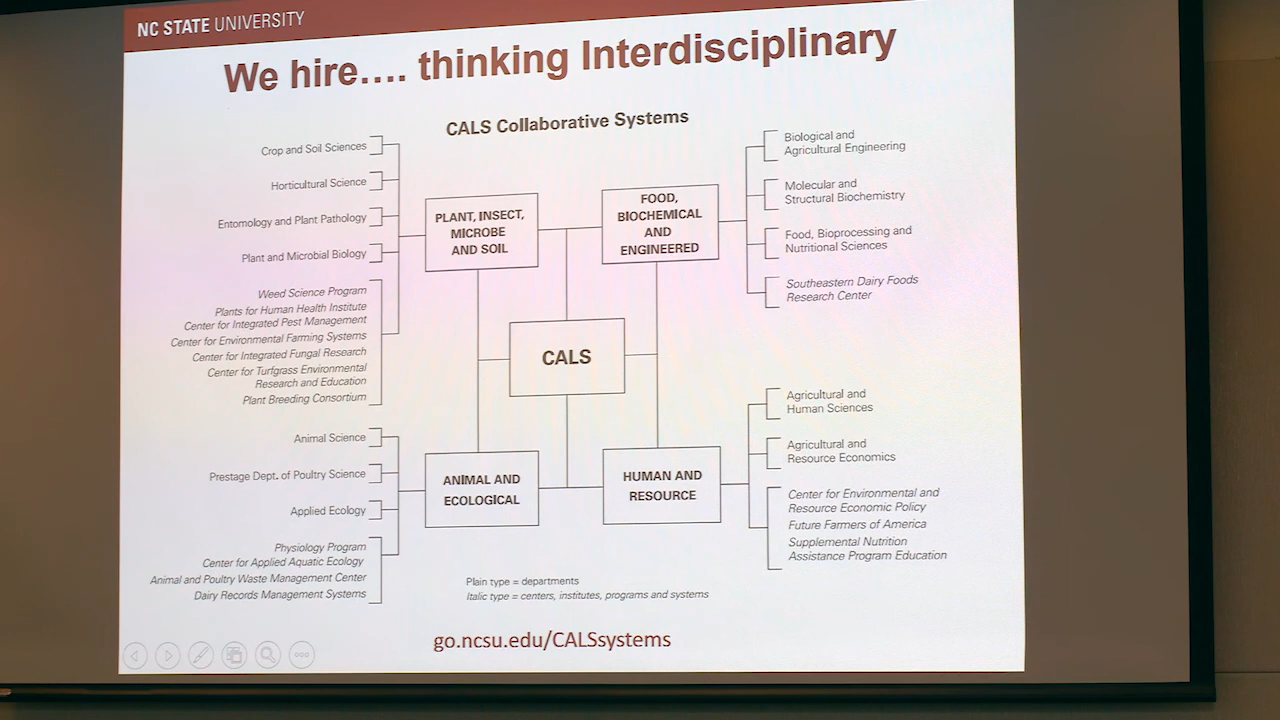 NC STATE UNIVERSITY
We hire.... thinking Interdisciplinary
CALS Collaborative Systems
Crop and Soil Sciences
Horticultural Science
Entomology and Plant Pathology
Plant and Microbial Biology
Weed Science Program
Plants for Human Health Institute
Center for Integrated Pest Management
Center for Environmental Farming Systems
Center for Integrated Fungal Research
Center for Turfgrass Environmental
Research and Education
Plant Breeding Consortium
PLANT, INSECT,
MICROBE
AND SOIL
FOOD,
BIOCHEMICAL
AND
ENGINEERED
Biological and
Agricultural Engineering
Molecular and
Structural Biochemistry
Food, Bioprocessing and
Nutritional Sciences
Southeastern Dairy Foods
Research Center
CALS
Animal Science
Prestage Dept. of Poultry Science
Applied Ecology
Physiology Program
Center for Applied Aquatic Ecology
Animal and Poultry Waste Management Center
Dairy Records Management Systems
ANIMAL AND
ECOLOGICAL
HUMAN AND
RESOURCE
Agricultural and
Human Sciences
Agricultural and
Resource Economics
Center for Environmental and
Resource Economic Policy
Future Farmers of America
Supplemental Nutrition
Assistance Program Education
Plain type = departments
Italic type = centers, institutes, programs and systems
go.ncsu.edu/CALSsystems